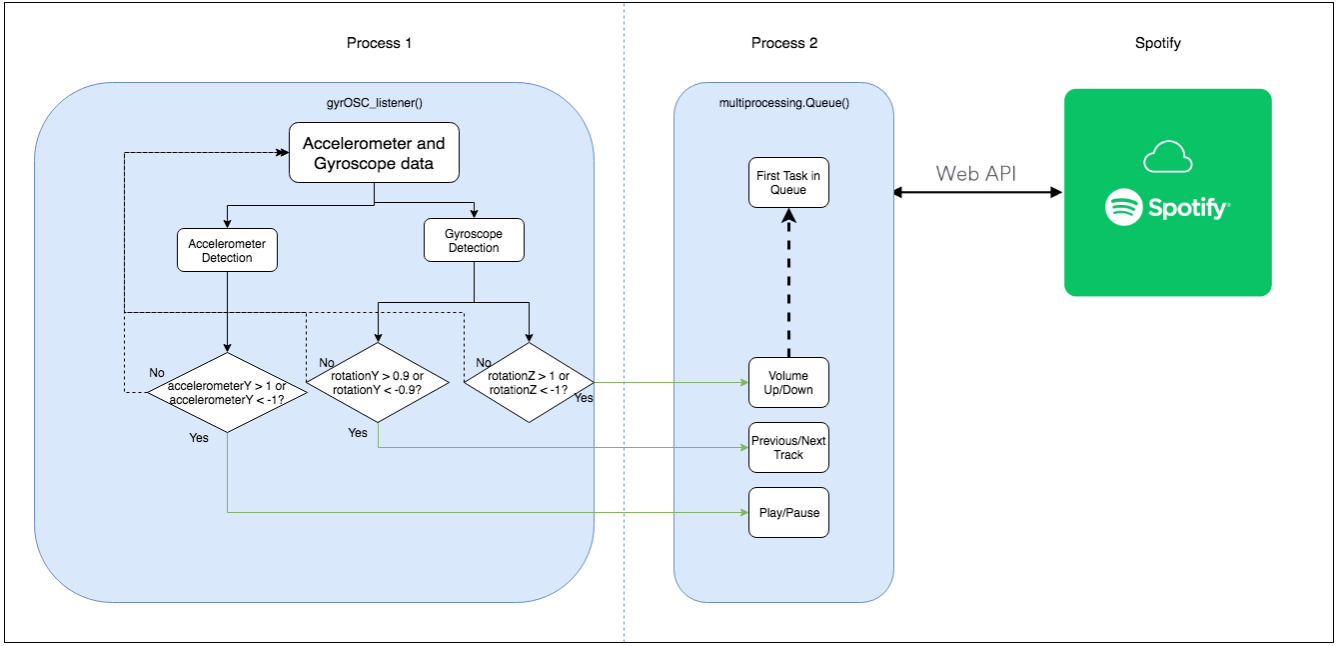 Process 1
Process 2
Spotify
gyrOSC_listener()
Accelerometer and
Gyroscope data
Accelerometer
Detection
Gyroscope
Detection
No
accelerometerY > 1 or
accelerometerY < -1?
Yes
No
rotationY > 0.9 or
rotationY < -0.9?
Yes
No
rotationZ > 1 or
rotationZ < -1?
Yes
multiprocessing.Queue()
First Task in
Queue
Volume
Up/Down
Previous/Next
Track
Play/Pause
Web API
Spotify